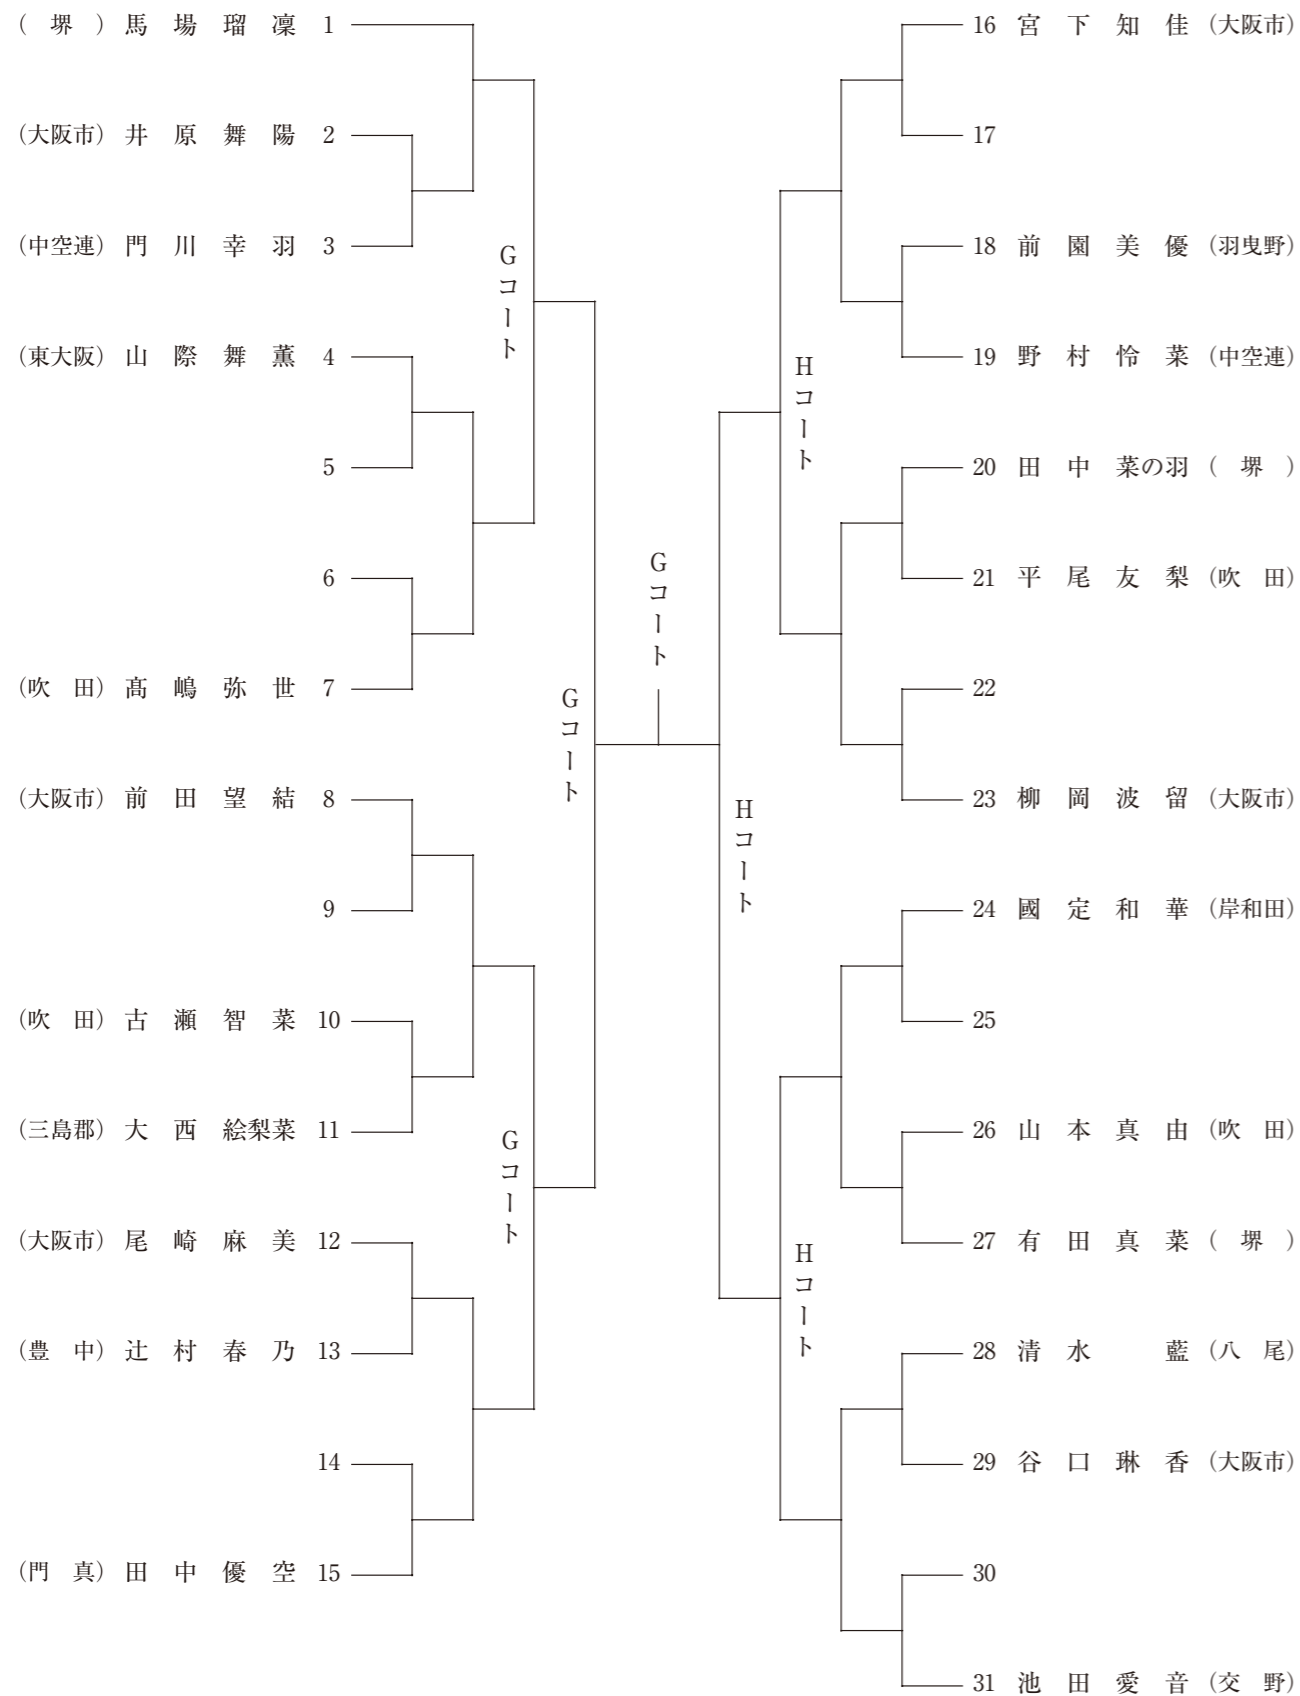 (堺) 馬場瑠凜 1
(大阪市) 井原舞陽 2
(中空連) 門川幸羽 3
(東大阪) 山際舞薫 4
5
6
(吹田) 髙嶋弥世 7
(大阪市) 前田望結 8
9
(吹田) 古瀬智菜 10
(三島郡) 大西絵梨菜 11
(大阪市) 尾崎麻美 12
(豊中) 辻村春乃 13
14
(門真) 田中優空 15
Gコート
Gコート
Gコート
Gコート
Hコート
Hコート
Hコート
16 宮下知佳 (大阪市)
17
18 前園美優 (羽曳野)
19 野村怜菜 (中空連)
20 田中菜の羽 (堺)
21 平尾友梨 (吹田)
22
23 柳岡波留 (大阪市)
24 國定和華 (岸和田)
25
26 山本真由 (吹田)
27 有田真菜 (堺)
28 清水藍 (八尾)
29 谷口琳香 (大阪市)
30
31 池田愛音 (交野)